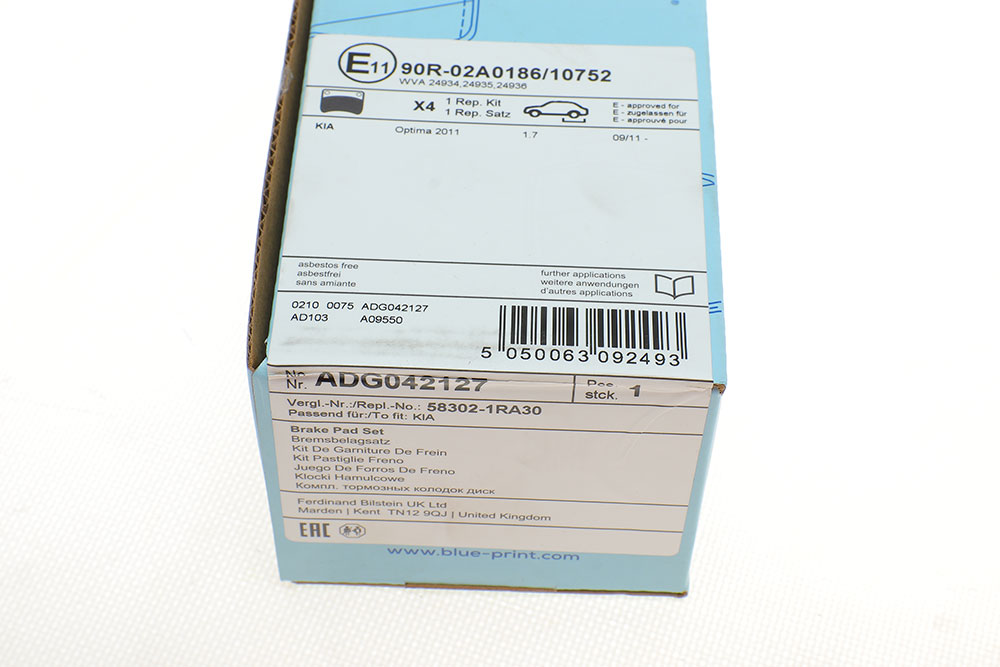 E11 90R-02A0186/10752
WVA 24934,24935,24936
X4 1 Rep. Kit
1 Rep. Satz
E - approved for
E - zugelassen für
E - approuvé pour
KIA Optima 2011 1.7 09/11 -
asbestos free
asbestfrei
sans amiante
further applications
weitere anwendungen
d'autres applications
0210 0075 ADG042127
AD103 A09550
5 050063 092493
No.
Nr. ADG042127
Pce.
stck. 1
Vergl.-Nr.:/Repl.-No.: 58302-1RA30
Passend für:/To fit: KIA
Brake Pad Set
Bremsbelagsatz
Kit De Garniture De Frein
Kit Pastiglie Freno
Juego De Forros De Freno
Klocki Hamulcowe
Компл. тормозных колодок диск
Ferdinand Bilstein UK Ltd
Marden | Kent TN12 9QJ | United Kingdom
EAC
www.blue-print.com